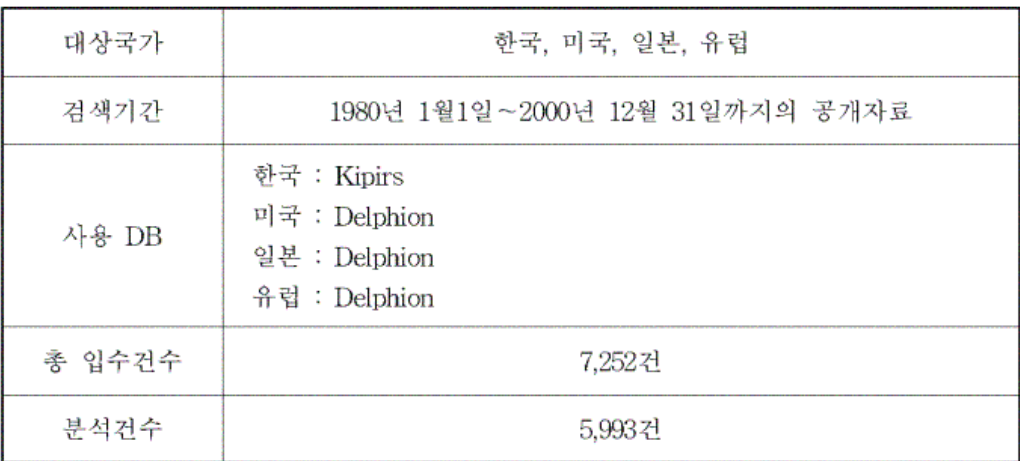 대상국가
한국, 미국, 일본, 유럽
검색기간
1980년 1월1일~2000년 12월 31일까지의 공개자료
사용 DB
한국 : Kipirs
미국 : Delphion
일본 : Delphion
유럽 : Delphion
총 입수건수
7,252건
분석건수
5,993건